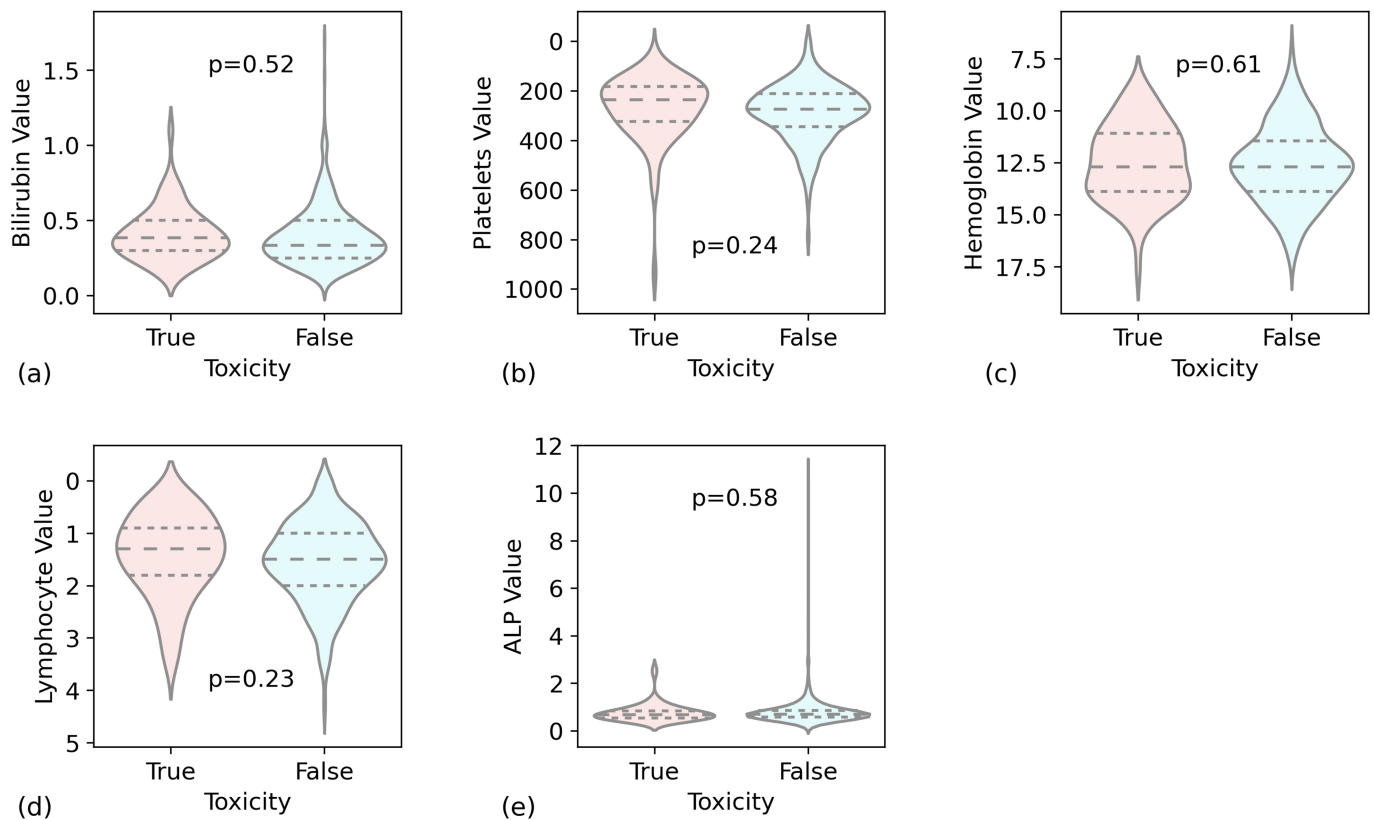 Bilirubin Value
1.5
1.0
0.5
0.0
p=0.52
True False
Toxicity
(a)
Platelets Value
0
200
400
600
800
1000
p=0.24
True False
Toxicity
(b)
Hemoglobin Value
7.5
10.0
12.5
15.0
17.5
p=0.61
True False
Toxicity
(c)
Lymphocyte Value
0
1
2
3
4
5
p=0.23
True False
Toxicity
(d)
ALP Value
12
10
8
6
4
2
0
p=0.58
True False
Toxicity
(e)